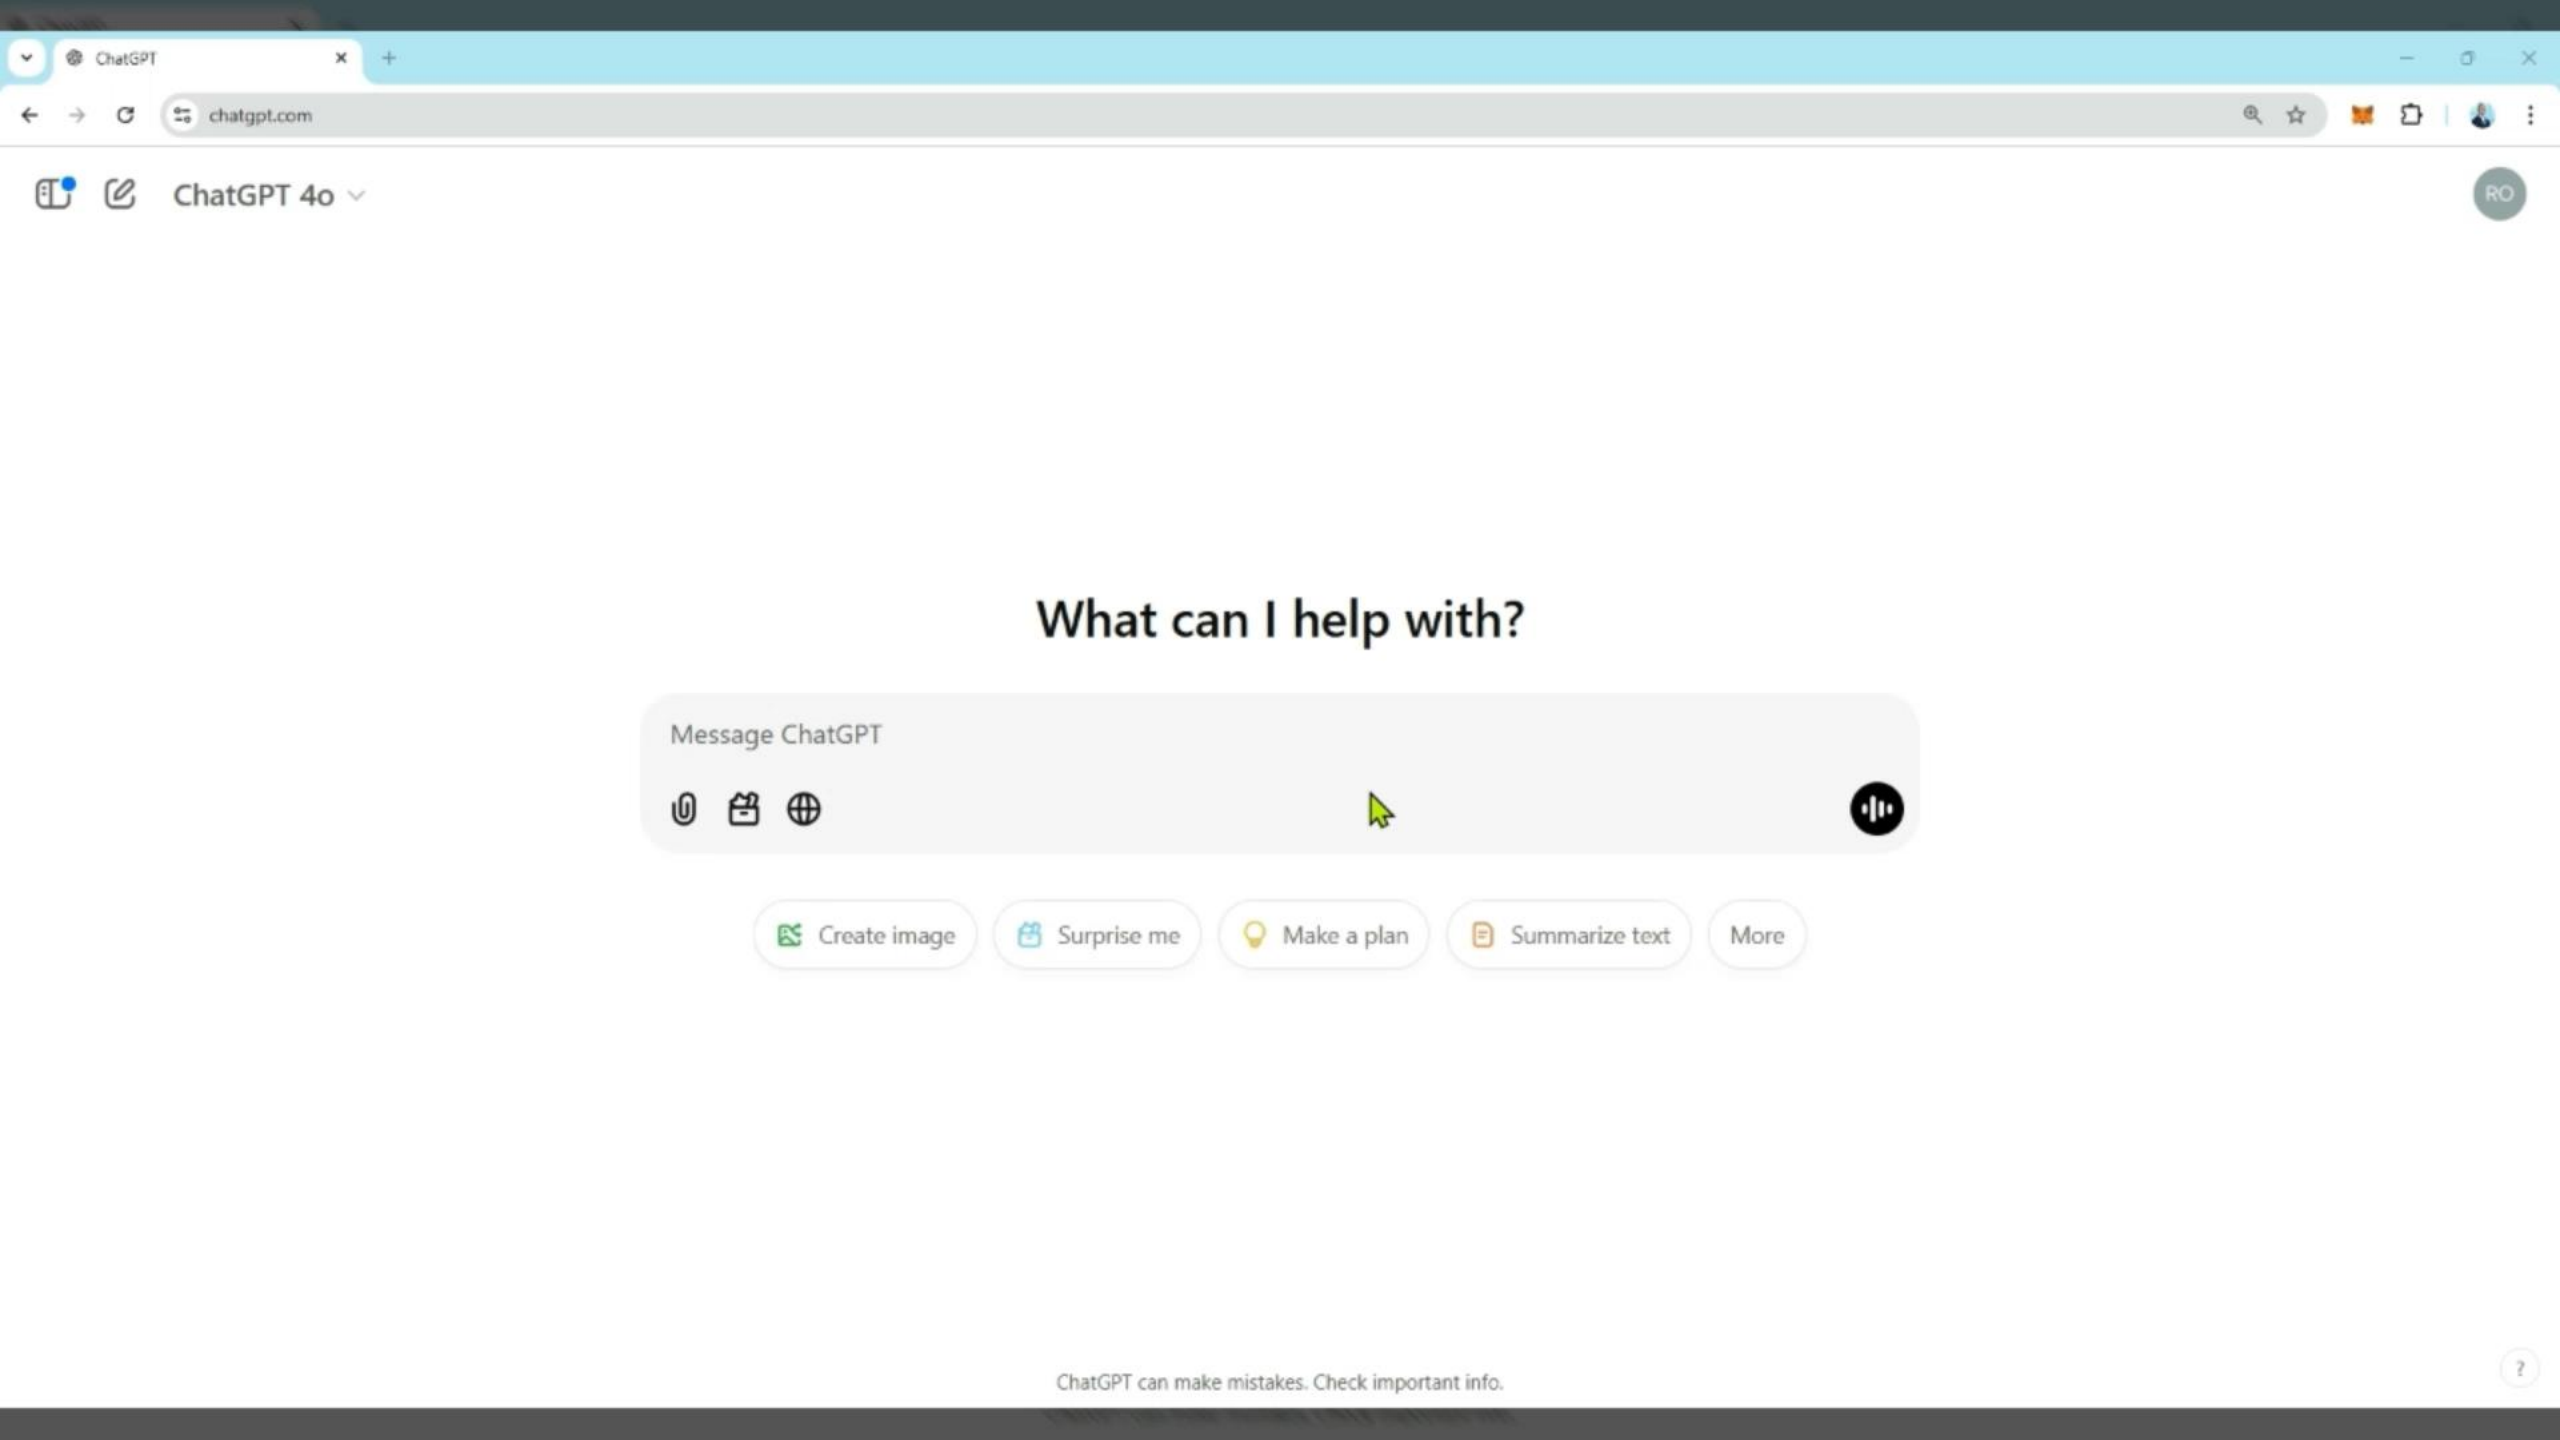 ChatGPT
chatgpt.com
ChatGPT 4o
RO
What can I help with?
Message ChatGPT
Create image
Surprise me
Make a plan
Summarize text
More
ChatGPT can make mistakes. Check important info.
?